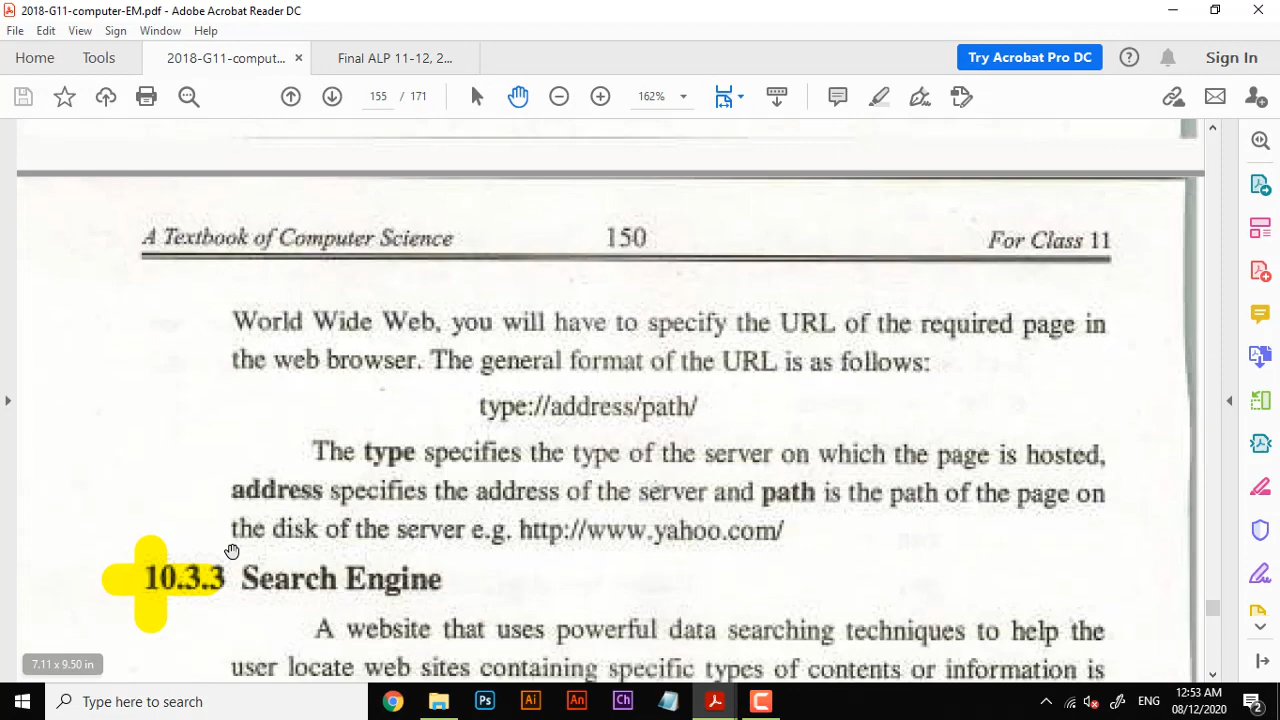 2018-G11-computer-EM.pdf - Adobe Acrobat Reader DC
File Edit View Sign Window Help
Home Tools 2018-G11-comput... × Final ALP 11-12, 2... Try Acrobat Pro DC Sign In
155 / 171 162%
A Textbook of Computer Science 150 For Class 11
World Wide Web, you will have to specify the URL of the required page in
the web browser. The general format of the URL is as follows:
type://address/path/
The type specifies the type of the server on which the page is hosted,
address specifies the address of the server and path is the path of the page on
the disk of the server e.g. http://www.yahoo.com/
10.3.3 Search Engine
A website that uses powerful data searching techniques to help the
user locate web sites containing specific types of contents or information is
7.11 x 9.50 in
Type here to search
Ps Ai An Ch
ENG
12:53 AM
08/12/2020
2